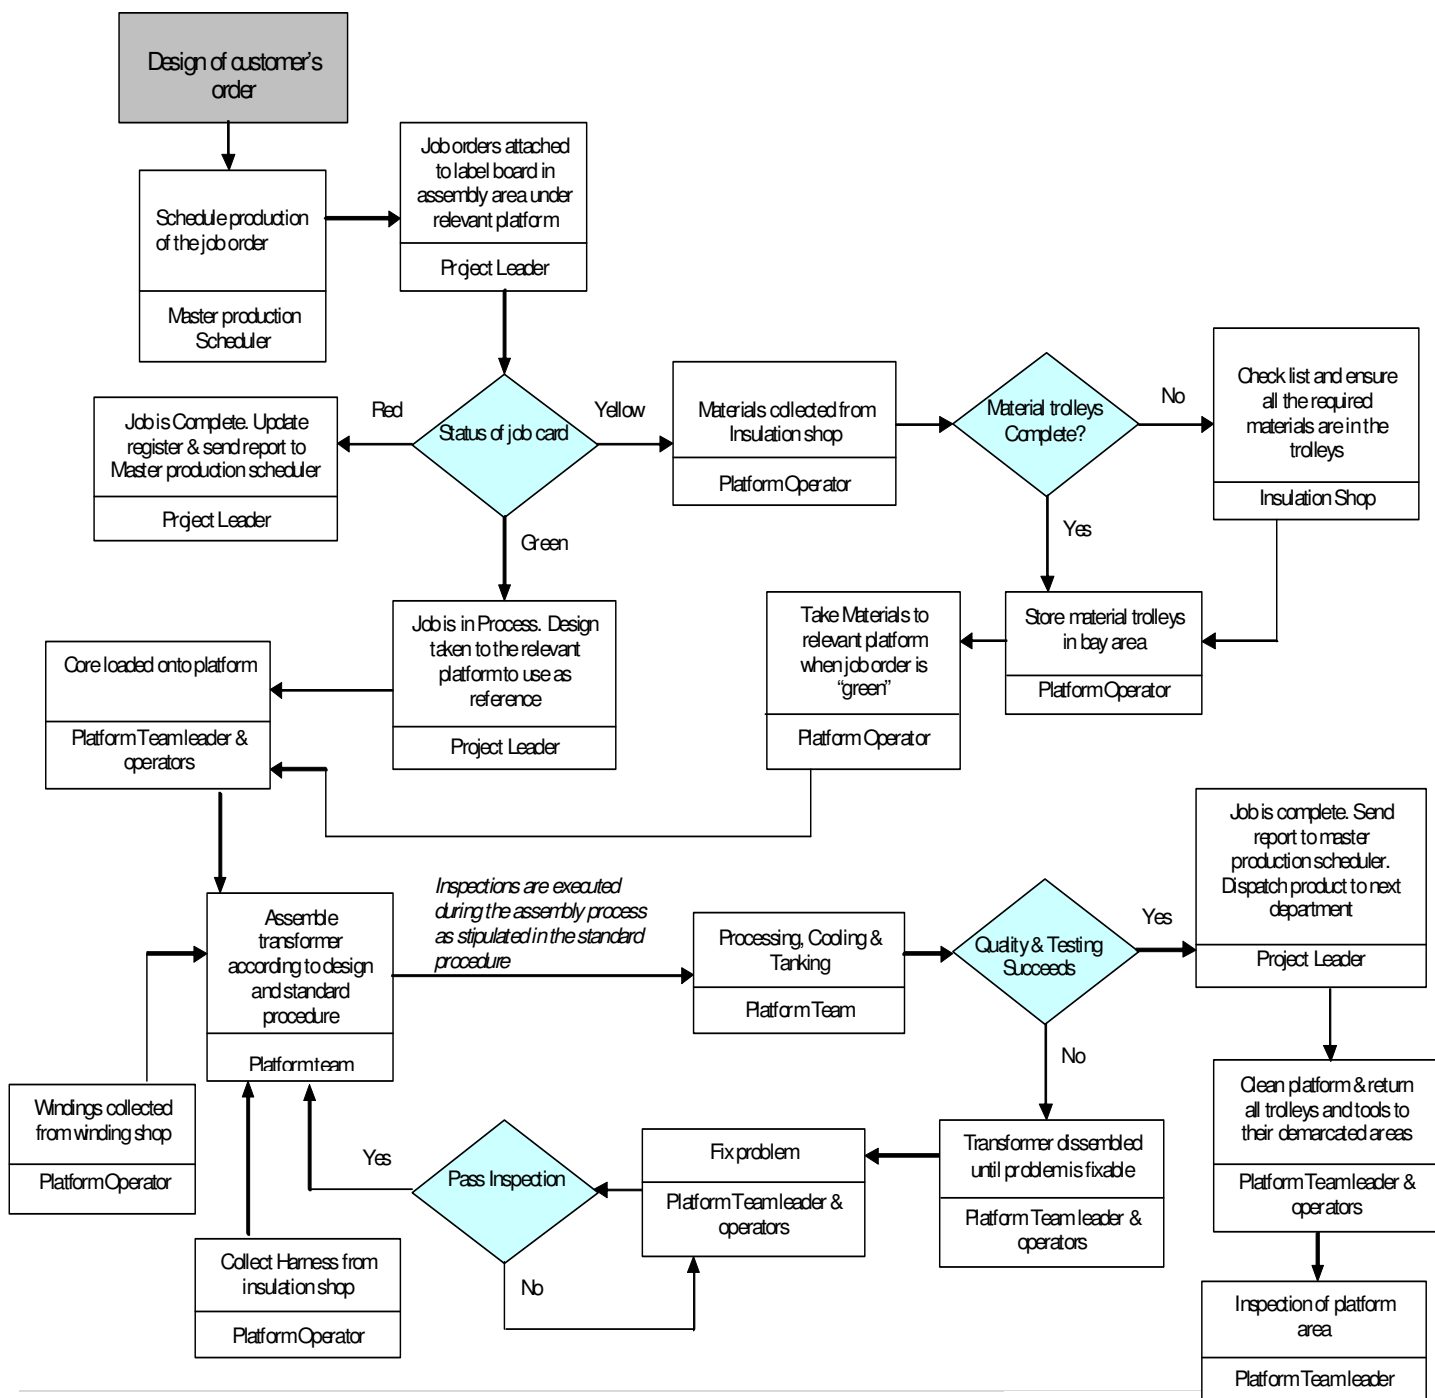 Design of customer's
order
Schedule production
of the job order
Master production
Scheduler
Job orders attached
to label board in
assembly area under
relevant platform
Project Leader
Status of job card
Red
Yellow
Green
Job is Complete. Update
register & send report to
Master production scheduler
Project Leader
Materials collected from
Insulation shop
Platform Operator
Material trolleys
Complete?
No
Yes
Check list and ensure
all the required
materials are in the
trolleys
Insulation Shop
Store material trolleys
in bay area
Platform Operator
Take Materials to
relevant platform
when job order is
“green”
Platform Operator
Job is in Process. Design
taken to the relevant
platform to use as
reference
Project Leader
Core loaded onto platform
Platform Team leader &
operators
Assemble
transformer
according to design
and standard
procedure
Platform team
Inspections are executed
during the assembly process
as stipulated in the standard
procedure
Processing, Cooling &
Tanking
Platform Team
Quality & Testing
Succeeds
Yes
No
Job is complete. Send
report to master
production scheduler.
Dispatch product to next
department
Project Leader
Clean platform & return
all trolleys and tools to
their demarcated areas
Platform Team leader &
operators
Inspection of platform
area
Platform Team leader
Transformer dissembled
until problem is fixable
Platform Team leader &
operators
Fix problem
Platform Team leader &
operators
Pass Inspection
Yes
No
Windings collected
from winding shop
Platform Operator
Collect Harness from
insulation shop
Platform Operator